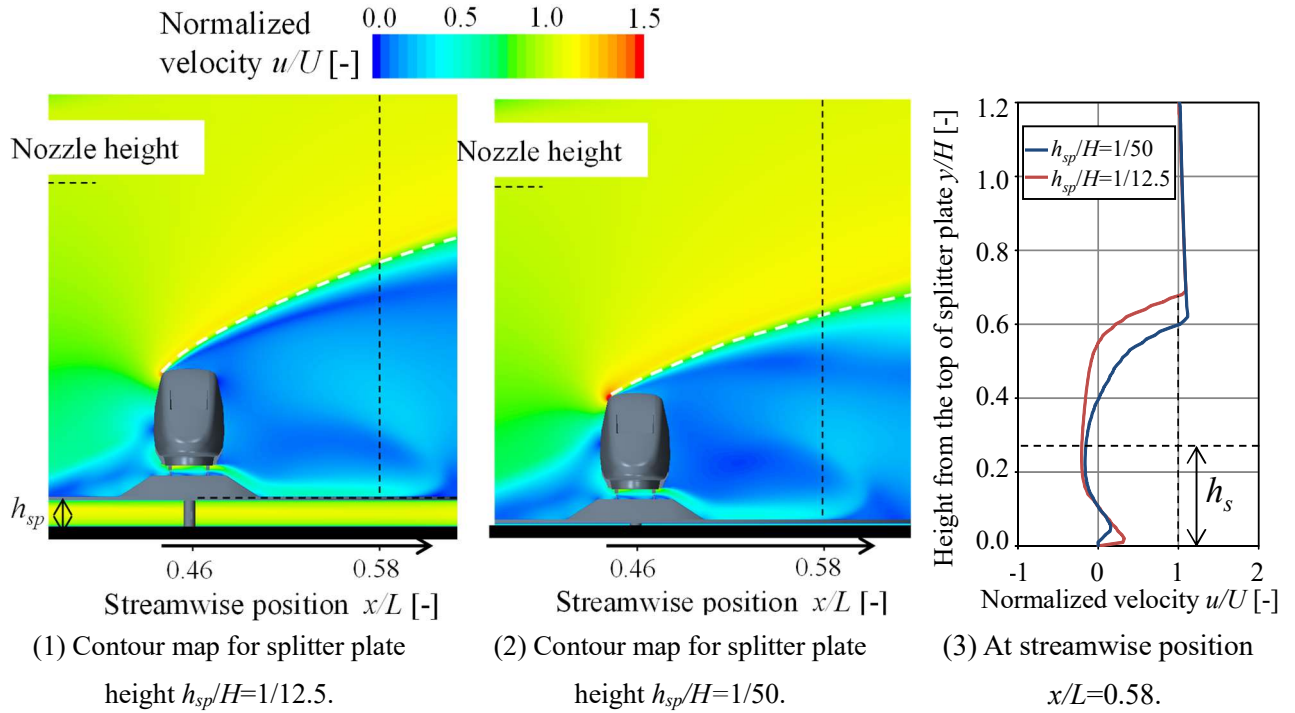 Normalized
velocity u/U [-]
0.0 0.5 1.0 1.5
Nozzle height
h_sp
0.46 0.58
Streamwise position x/L [-]
(1) Contour map for splitter plate
height h_sp/H=1/12.5.
Nozzle height
0.46 0.58
Streamwise position x/L [-]
(2) Contour map for splitter plate
height h_sp/H=1/50.
Height from the top of splitter plate y/H [-]
1.2
1.0
0.8
0.6
0.4
0.2
0.0
h_sp/H=1/50
h_sp/H=1/12.5
h_s
-1 0 1 2
Normalized velocity u/U [-]
(3) At streamwise position
x/L=0.58.